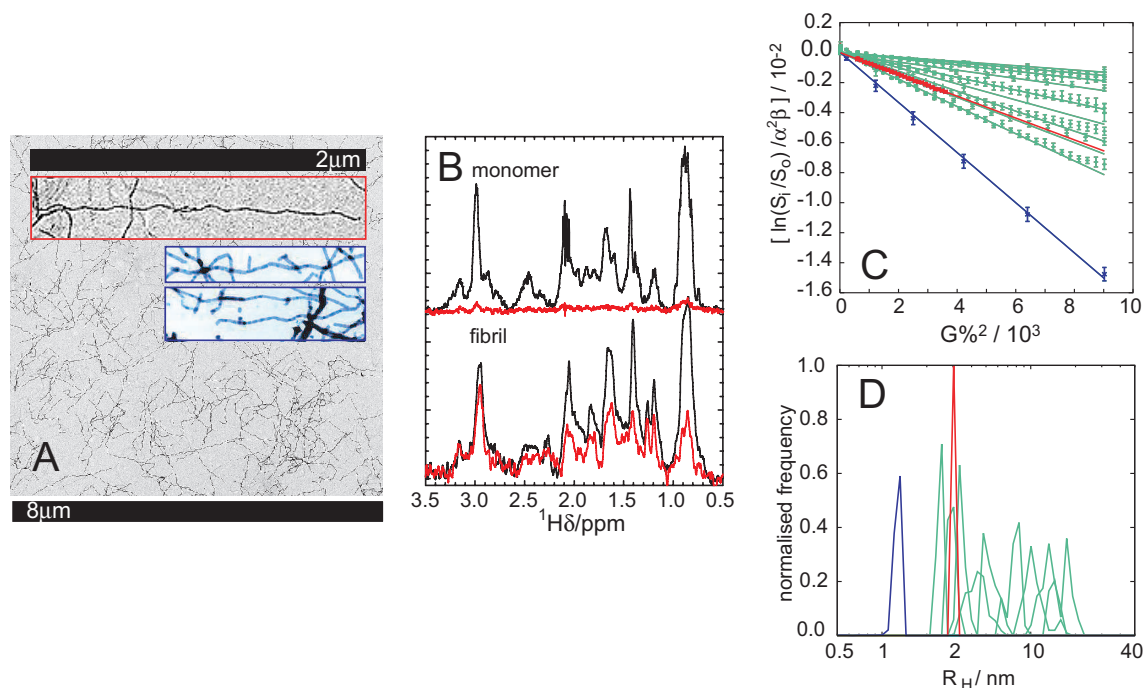 A
2μm
8μm
B
monomer
fibril
3.5 3.0 2.5 2.0 1.5 1.0 0.5
¹Hδ/ppm
C
[ ln(Sᵢ/Sₒ) /α²β ] / 10⁻²
0.2
0.0
-0.2
-0.4
-0.6
-0.8
-1.0
-1.2
-1.4
-1.6
0 2 4 6 8 10
G%² / 10³
D
normalised frequency
1.0
0.8
0.6
0.4
0.2
0.0
0.5 1 2 10 40
R_H / nm